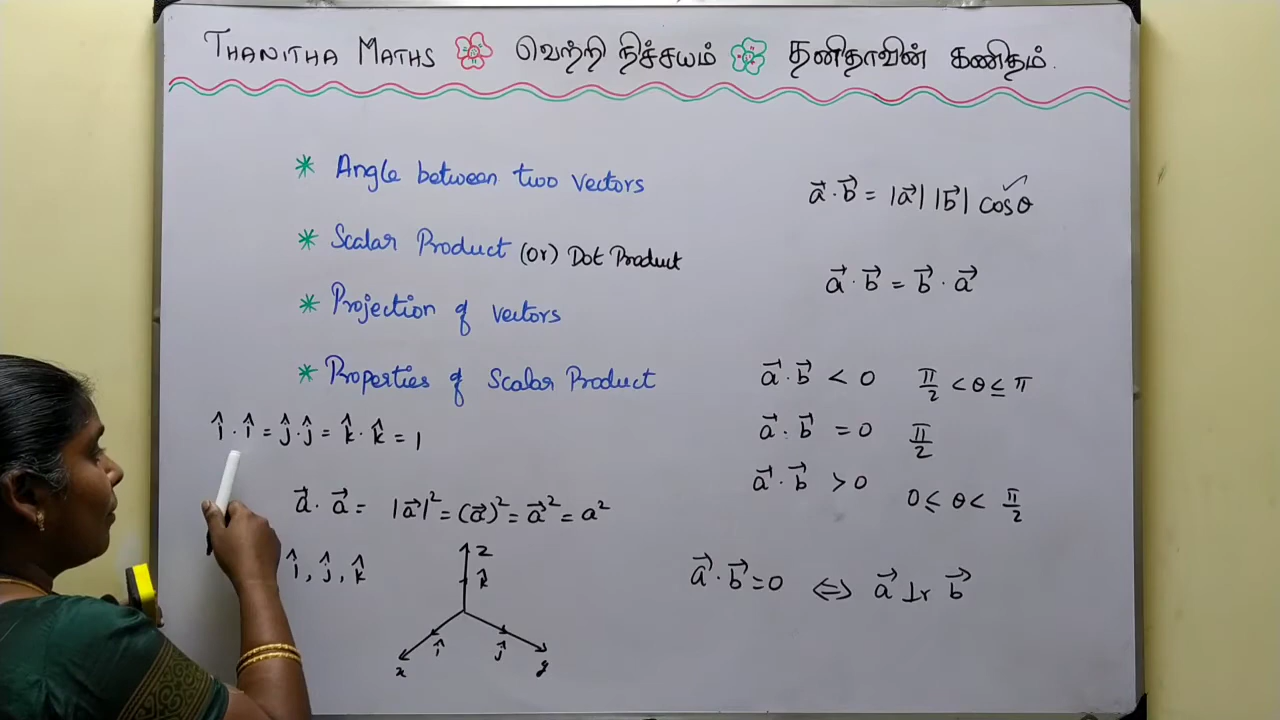 THANITHA MATHS வெற்றி நிச்சயம் தனிதாவின் கணிதம்.
* Angle between two vectors
* Scalar Product (or) Dot Product
* Projection of vectors
* Properties of Scalar Product
î · î = ĵ · ĵ = k̂ · k̂ = 1
a⃗ · a⃗ = |a⃗|² = (a⃗)² = a⃗² = a²
î, ĵ, k̂
z
k̂
î ĵ
x y
a⃗ · b⃗ = |a⃗| |b⃗| cosθ ✓
a⃗ · b⃗ = b⃗ · a⃗
a⃗ · b⃗ < 0 π/2 < θ ≤ π
a⃗ · b⃗ = 0 π/2
a⃗ · b⃗ > 0 0 ≤ θ < π/2
a⃗ · b⃗ = 0 ⇔ a⃗ ⊥r b⃗